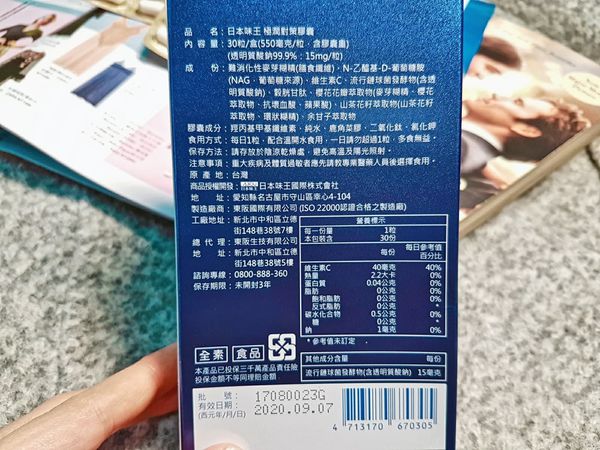 品　　名：日本味王 極潤對策膠囊
內 容 量：30粒/盒(550毫克/粒，含膠囊重)
(透明質酸鈉99.9%：15mg/粒)
成　　份：難消化性麥芽糊精(膳食纖維)、N-乙醯基-D-葡萄糖胺
(NAG，葡萄糖來源)、維生素C、流行鏈球菌發酵物(含透
明質酸鈉)、穀胱甘肽、櫻花花瓣萃取物(麥芽糊精、櫻花
萃取物、抗壞血酸、蘋果酸)、山茶花籽萃取物(山茶花籽
萃取物、環狀糊精)、余甘子萃取物
膠囊成分：羥丙基甲基纖維素、純水、鹿角菜膠、二氧化鈦、氯化鉀
食用方式：每日1粒，配合溫開水食用，一日請勿超過1粒，多食無益。
保存方法：請存放於陰涼乾燥處，避免高溫及陽光照射。
注意事項：重大疾病及體質過敏者應先請教專業醫藥人員後選擇食用。
原 產 地：台灣
商品授權開發：日本味王國際株式會社
地　　址：愛知縣名古屋市守山區幸心4-104
製造廠商：東阪國際有限公司(ISO 22000認證合格之製造廠)
工廠地址：新北市中和區立德
街148巷38號7樓
總 代 理：東阪生技有限公司
地　　址：新北市中和區立德
街148巷38號5樓
諮詢專線：0800-888-360
保存期限：未開封3年
營養標示
每一份量 1粒
本包裝含 30份
每份 每日參考值百分比
維生素C 40毫克 40%
熱量 2.2大卡 0%
蛋白質 0.04公克 0%
脂肪 0公克 0%
飽和脂肪 0公克 0%
反式脂肪 0公克 *
碳水化合物 0.5公克 0%
糖 0公克 *
鈉 1毫克 0%
*參考值未訂定
其他成分含量 每份
流行鏈球菌發酵物(含透明質酸鈉) 15毫克
全素 食品
本產品已投保三千萬產品責任險
投保金額不等同理賠金額
批　　號： 17080023G
有效日期： 2020.09.07
(西元年/月/日)
4 713170 670305